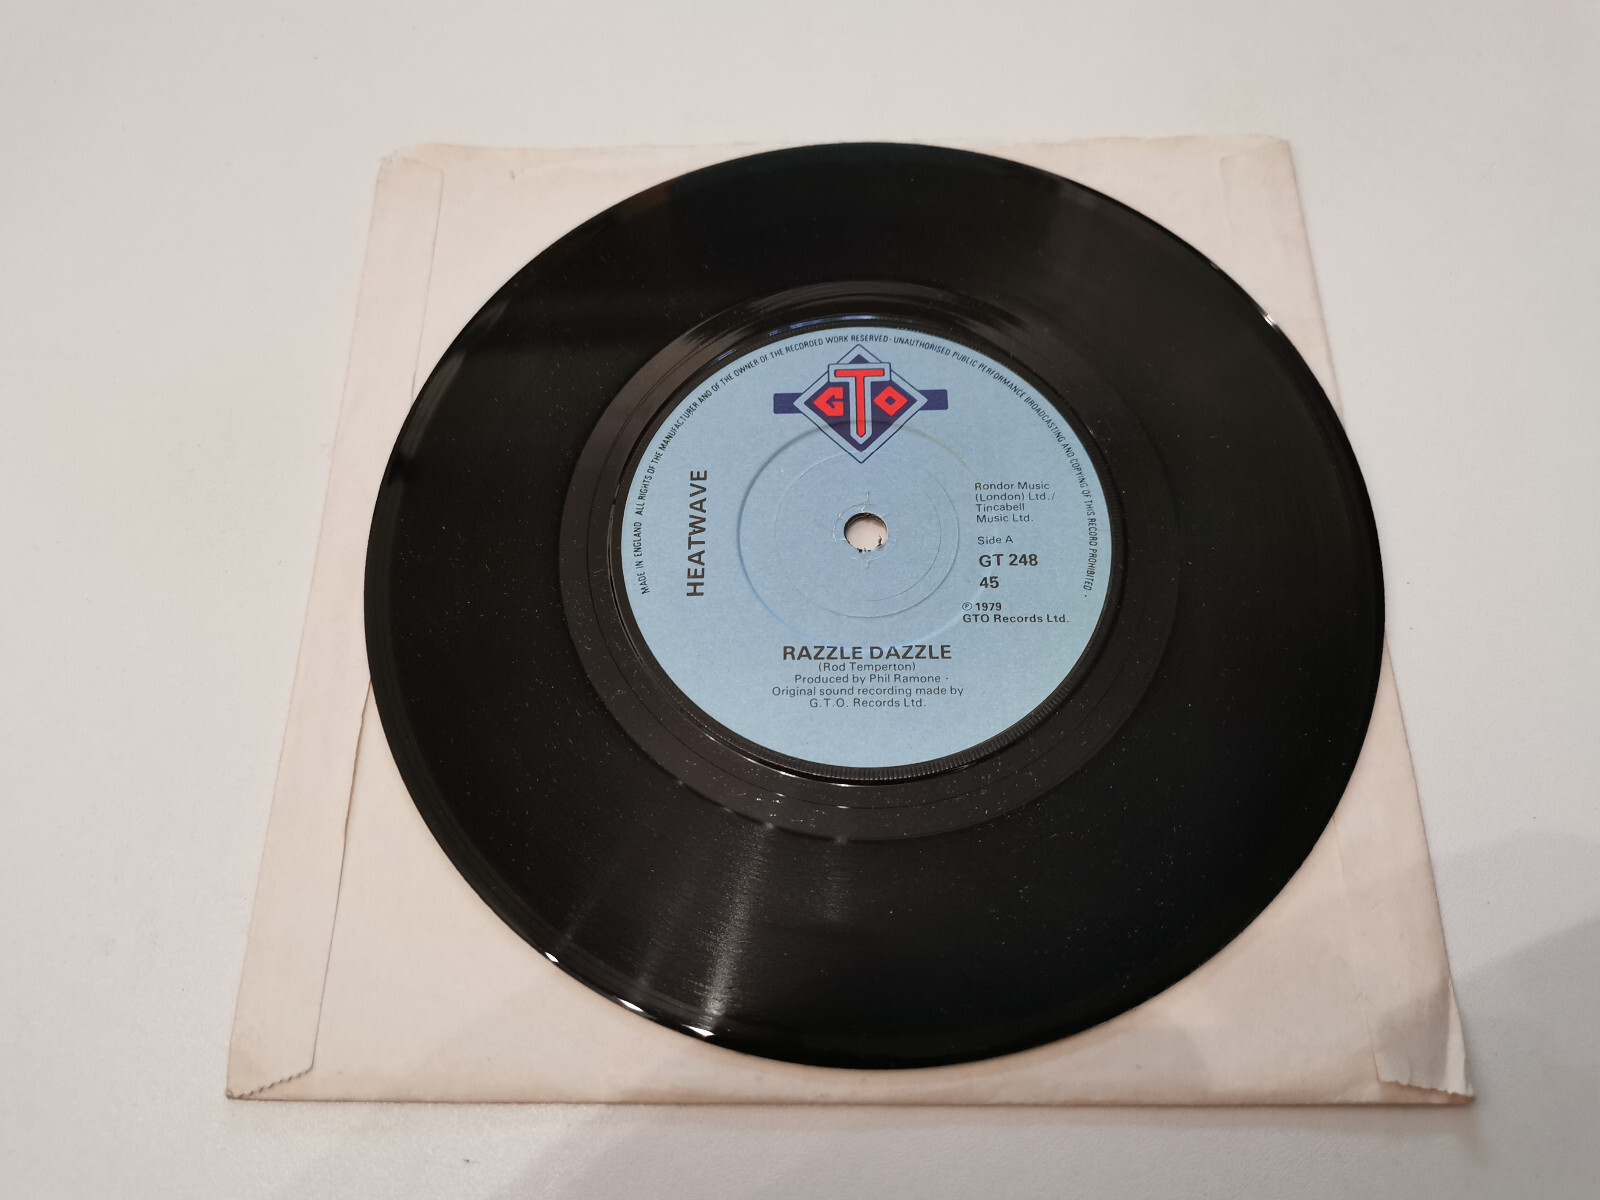 MADE IN ENGLAND ALL RIGHTS OF THE MANUFACTURER AND OF THE OWNER OF THE RECORDED WORK RESERVED · UNAUTHORISED PUBLIC PERFORMANCE BROADCASTING AND COPYING OF THIS RECORD PROHIBITED ·
GTO
HEATWAVE
Rondor Music
(London) Ltd./
Tincabell
Music Ltd.
Side A
GT 248
45
℗ 1979
GTO Records Ltd.
RAZZLE DAZZLE
(Rod Temperton)
Produced by Phil Ramone ·
Original sound recording made by
G.T.O. Records Ltd.